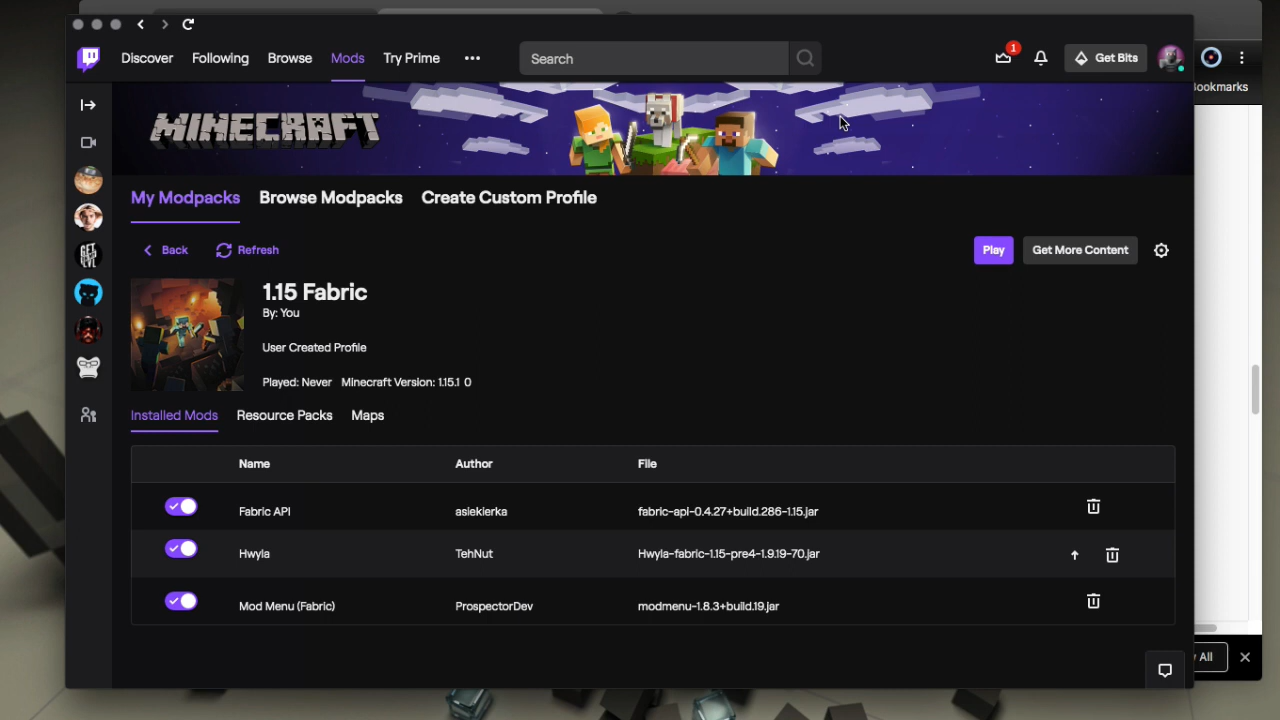 Discover Following Browse Mods Try Prime
Search
1
Get Bits
Bookmarks
MINECRAFT
My Modpacks Browse Modpacks Create Custom Profile
Back Refresh
Play Get More Content
1.15 Fabric
By: You
User Created Profile
Played: Never Minecraft Version: 1.15.1 0
Installed Mods Resource Packs Maps
Name Author File
Fabric API asiekierka fabric-api-0.4.27+build.286-1.15.jar
Hwyla TehNut Hwyla-fabric-1.15-pre4-1.9.19-70.jar
Mod Menu (Fabric) ProspectorDev modmenu-1.8.3+build.19.jar
All